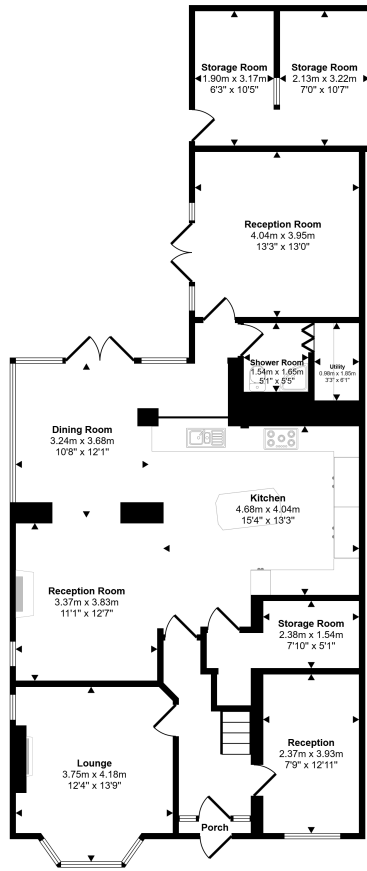 Storage Room
1.90m x 3.17m
6'3" x 10'5"
Storage Room
2.13m x 3.22m
7'0" x 10'7"
Reception Room
4.04m x 3.95m
13'3" x 13'0"
Shower Room
1.54m x 1.65m
5'1" x 5'5"
Utility
0.98m x 1.85m
3'3" x 6'1"
Dining Room
3.24m x 3.68m
10'8" x 12'1"
Kitchen
4.68m x 4.04m
15'4" x 13'3"
Reception Room
3.37m x 3.83m
11'1" x 12'7"
Storage Room
2.38m x 1.54m
7'10" x 5'1"
Lounge
3.75m x 4.18m
12'4" x 13'9"
Reception
2.37m x 3.93m
7'9" x 12'11"
Porch